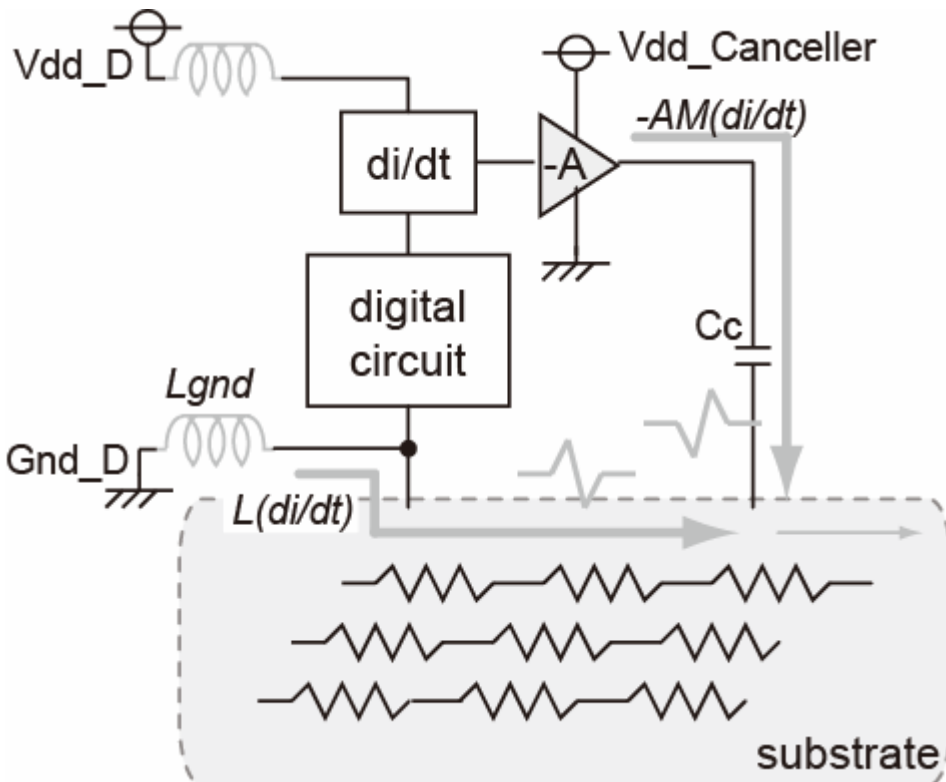 Vdd_D
Vdd_Canceller
-AM(di/dt)
di/dt
-A
digital
circuit
Cc
Lgnd
Gnd_D
L(di/dt)
substrate